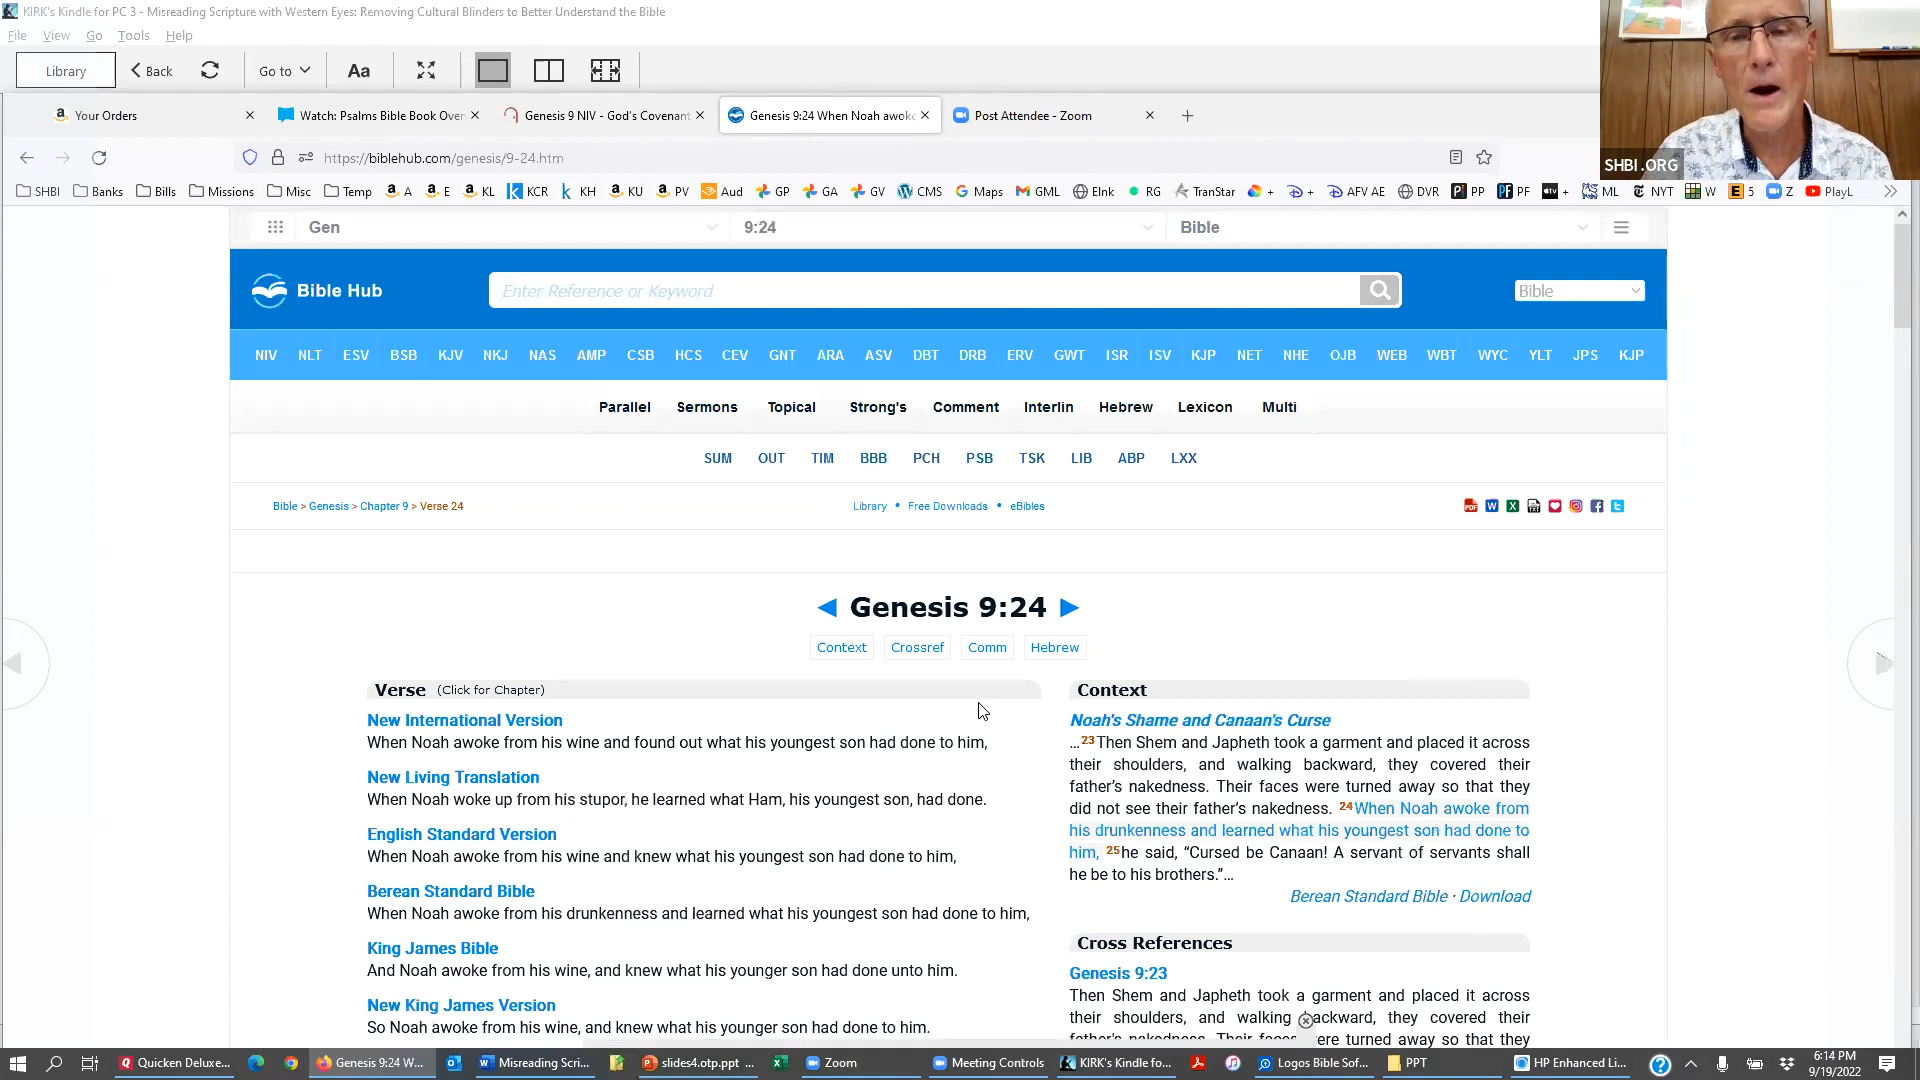 KIRK's Kindle for PC 3 - Misreading Scripture with Western Eyes: Removing Cultural Blinders to Better Understand the Bible
File View Go Tools Help
Library Back Go to Aa
Your Orders Watch: Psalms Bible Book Over Genesis 9 NIV - God's Covenant Genesis 9:24 When Noah awoke Post Attendee - Zoom
https://biblehub.com/genesis/9-24.htm
SHBI.ORG
SHBI Banks Bills Missions Misc Temp A E KL KCR KH KU PV Aud GP GA GV CMS Maps GML EInk RG TranStar + + AFV AE DVR PP PF + ML NYT W 5 Z PlayL
Gen 9:24 Bible
Bible Hub Enter Reference or Keyword Bible
NIV NLT ESV BSB KJV NKJ NAS AMP CSB HCS CEV GNT ARA ASV DBT DRB ERV GWT ISR ISV KJP NET NHE OJB WEB WBT WYC YLT JPS KJP
Parallel Sermons Topical Strong's Comment Interlin Hebrew Lexicon Multi
SUM OUT TIM BBB PCH PSB TSK LIB ABP LXX
Bible > Genesis > Chapter 9 > Verse 24 Library • Free Downloads • eBibles
◄ Genesis 9:24 ►
Context Crossref Comm Hebrew
Verse (Click for Chapter)
New International Version
When Noah awoke from his wine and found out what his youngest son had done to him,
New Living Translation
When Noah woke up from his stupor, he learned what Ham, his youngest son, had done.
English Standard Version
When Noah awoke from his wine and knew what his youngest son had done to him,
Berean Standard Bible
When Noah awoke from his drunkenness and learned what his youngest son had done to him,
King James Bible
And Noah awoke from his wine, and knew what his younger son had done unto him.
New King James Version
So Noah awoke from his wine, and knew what his younger son had done to him.
Context
Noah's Shame and Canaan's Curse
…23Then Shem and Japheth took a garment and placed it across
their shoulders, and walking backward, they covered their
father's nakedness. Their faces were turned away so that they
did not see their father's nakedness. 24When Noah awoke from
his drunkenness and learned what his youngest son had done to
him, 25he said, “Cursed be Canaan! A servant of servants shall
he be to his brothers.”…
Berean Standard Bible · Download
Cross References
Genesis 9:23
Then Shem and Japheth took a garment and placed it across
their shoulders, and walking backward, they covered their
father's nakedness. Their faces were turned away so that they
Quicken Deluxe... Genesis 9:24 W... Misreading Scri... slides4.otp.ppt ... Zoom Meeting Controls KIRK's Kindle fo... Logos Bible Sof... PPT HP Enhanced Li... 6:14 PM
9/19/2022